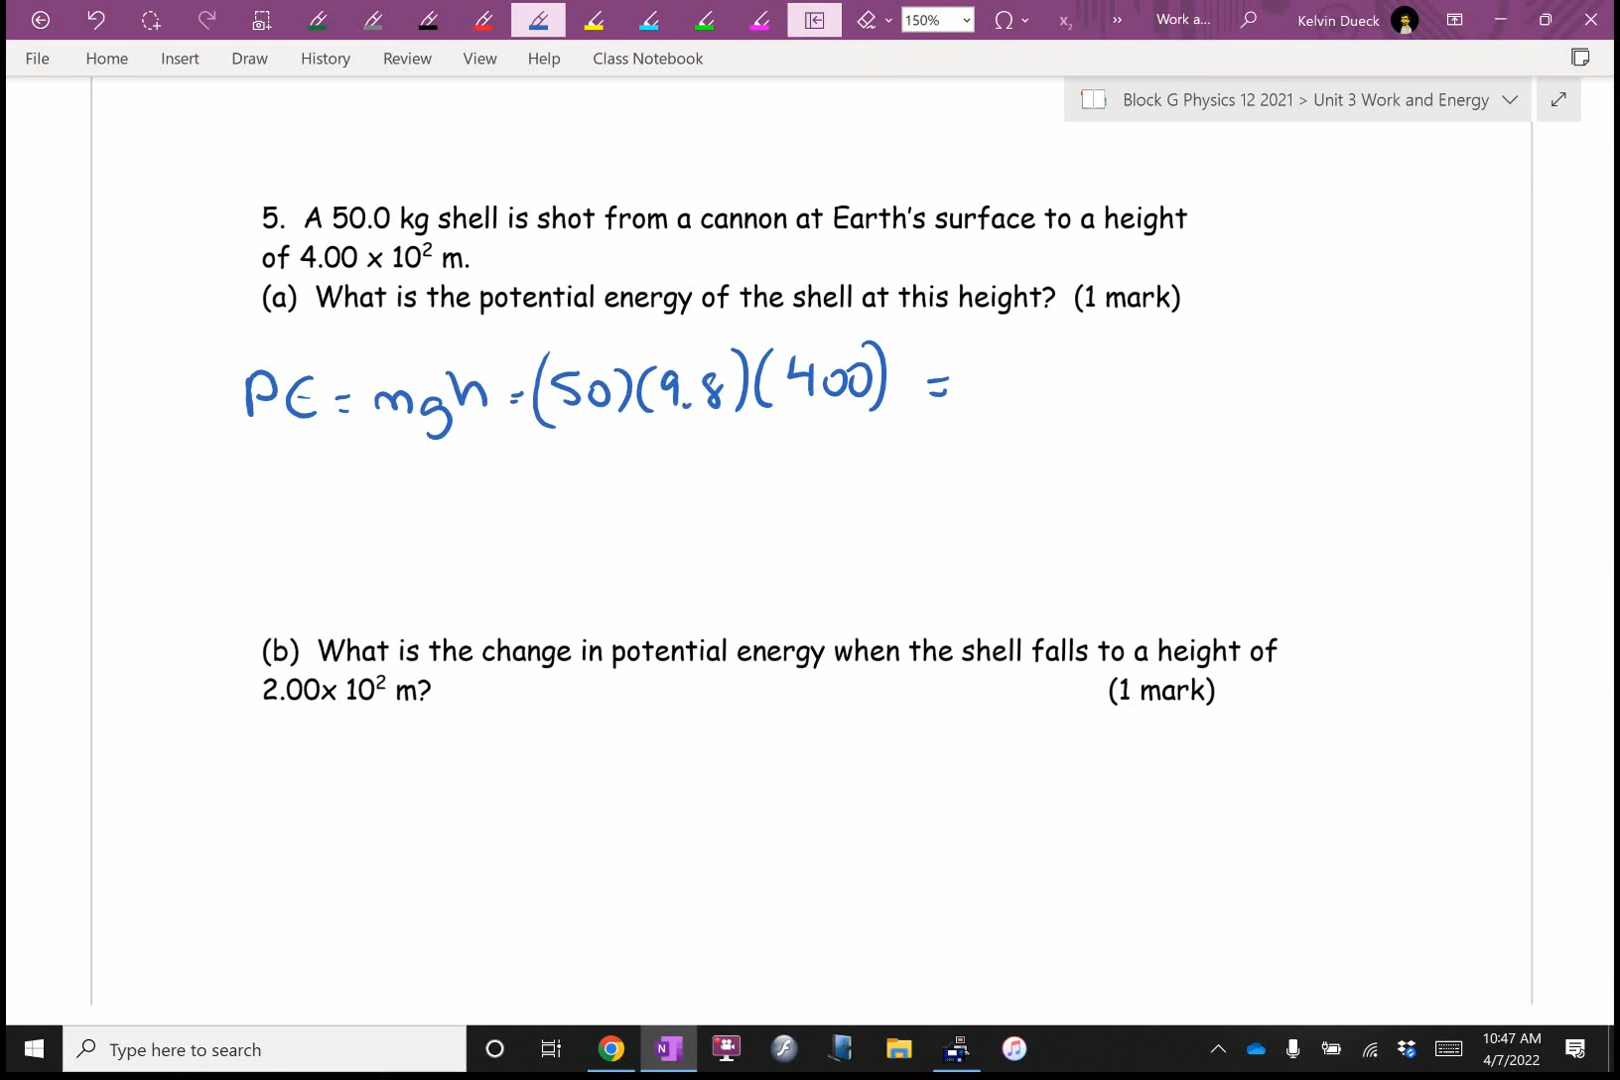 150%
Ω
x₂
»
Work a...
Kelvin Dueck
File Home Insert Draw History Review View Help Class Notebook
Block G Physics 12 2021 > Unit 3 Work and Energy
5. A 50.0 kg shell is shot from a cannon at Earth's surface to a height
of 4.00 x 10² m.
(a) What is the potential energy of the shell at this height? (1 mark)
PE = mgh = (50)(9.8)(400) =
(b) What is the change in potential energy when the shell falls to a height of
2.00x 10² m? (1 mark)
Type here to search
N
10:47 AM
4/7/2022